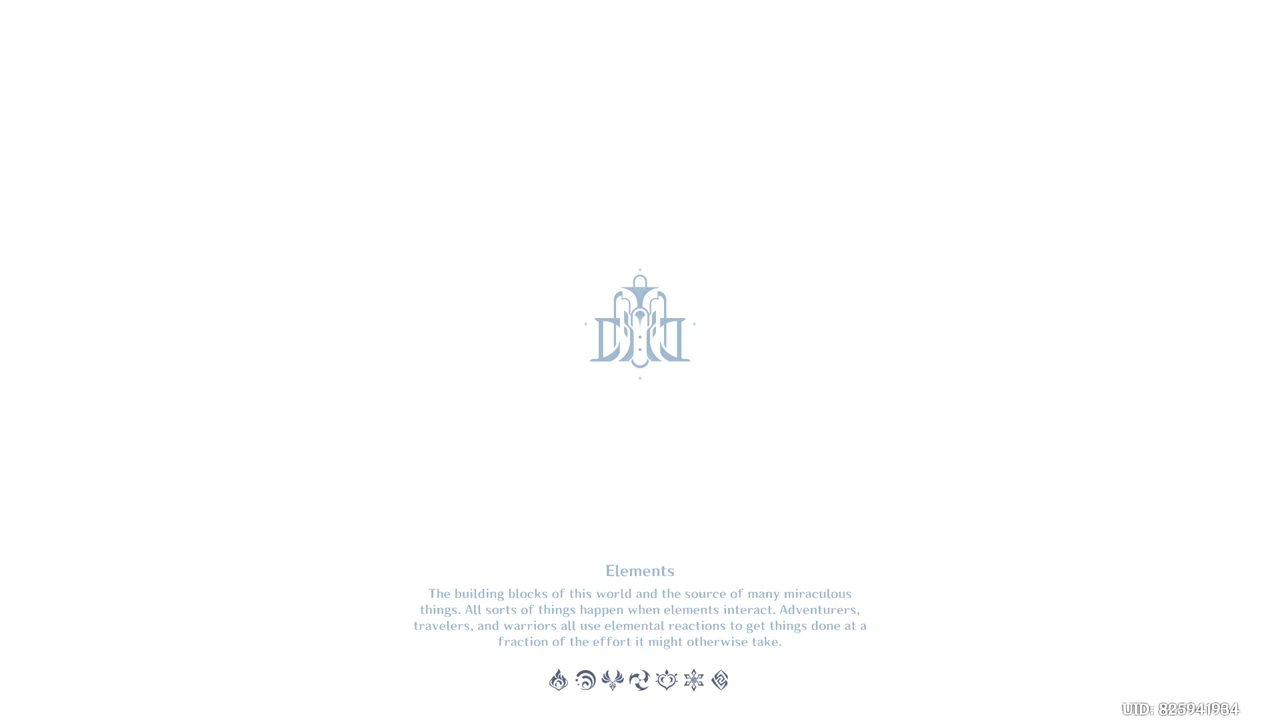 Elements
The building blocks of this world and the source of many miraculous
things. All sorts of things happen when elements interact. Adventurers,
travelers, and warriors all use elemental reactions to get things done at a
fraction of the effort it might otherwise take.
UID: 825941934